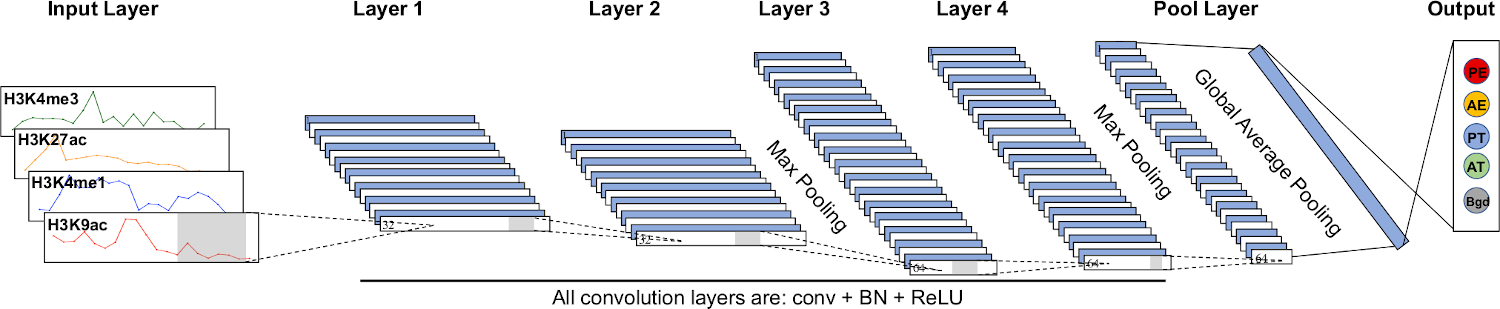 Input Layer
Layer 1
Layer 2
Layer 3
Layer 4
Pool Layer
Output
H3K4me3
H3K27ac
H3K4me1
H3K9ac
32
32
64
64
64
Max Pooling
Max Pooling
Global Average Pooling
PE
AE
PT
AT
Bgd
All convolution layers are: conv + BN + ReLU